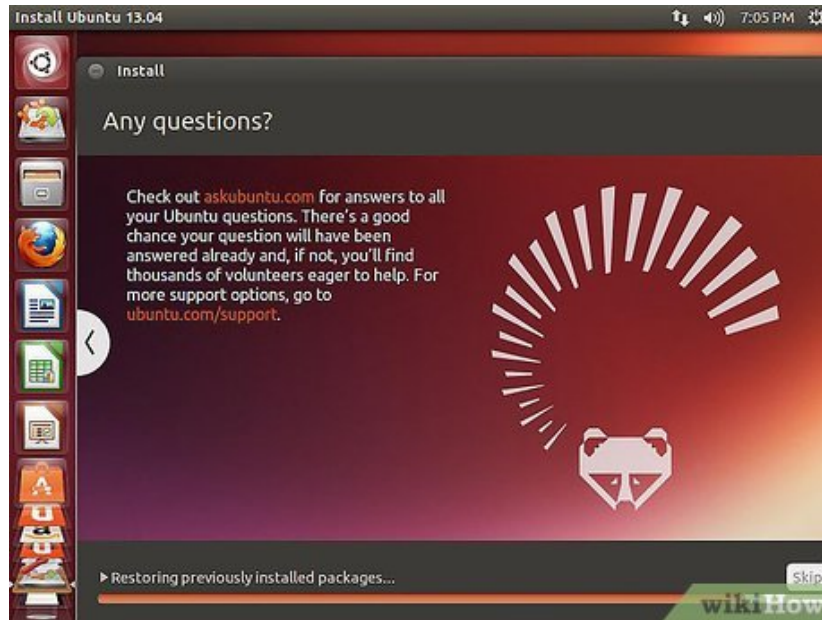 Install Ubuntu 13.04
7:05 PM
Install
Any questions?
Check out askubuntu.com for answers to all
your Ubuntu questions. There's a good
chance your question will have been
answered already and, if not, you'll find
thousands of volunteers eager to help. For
more support options, go to
ubuntu.com/support.
Restoring previously installed packages...
Skip
wikiHow